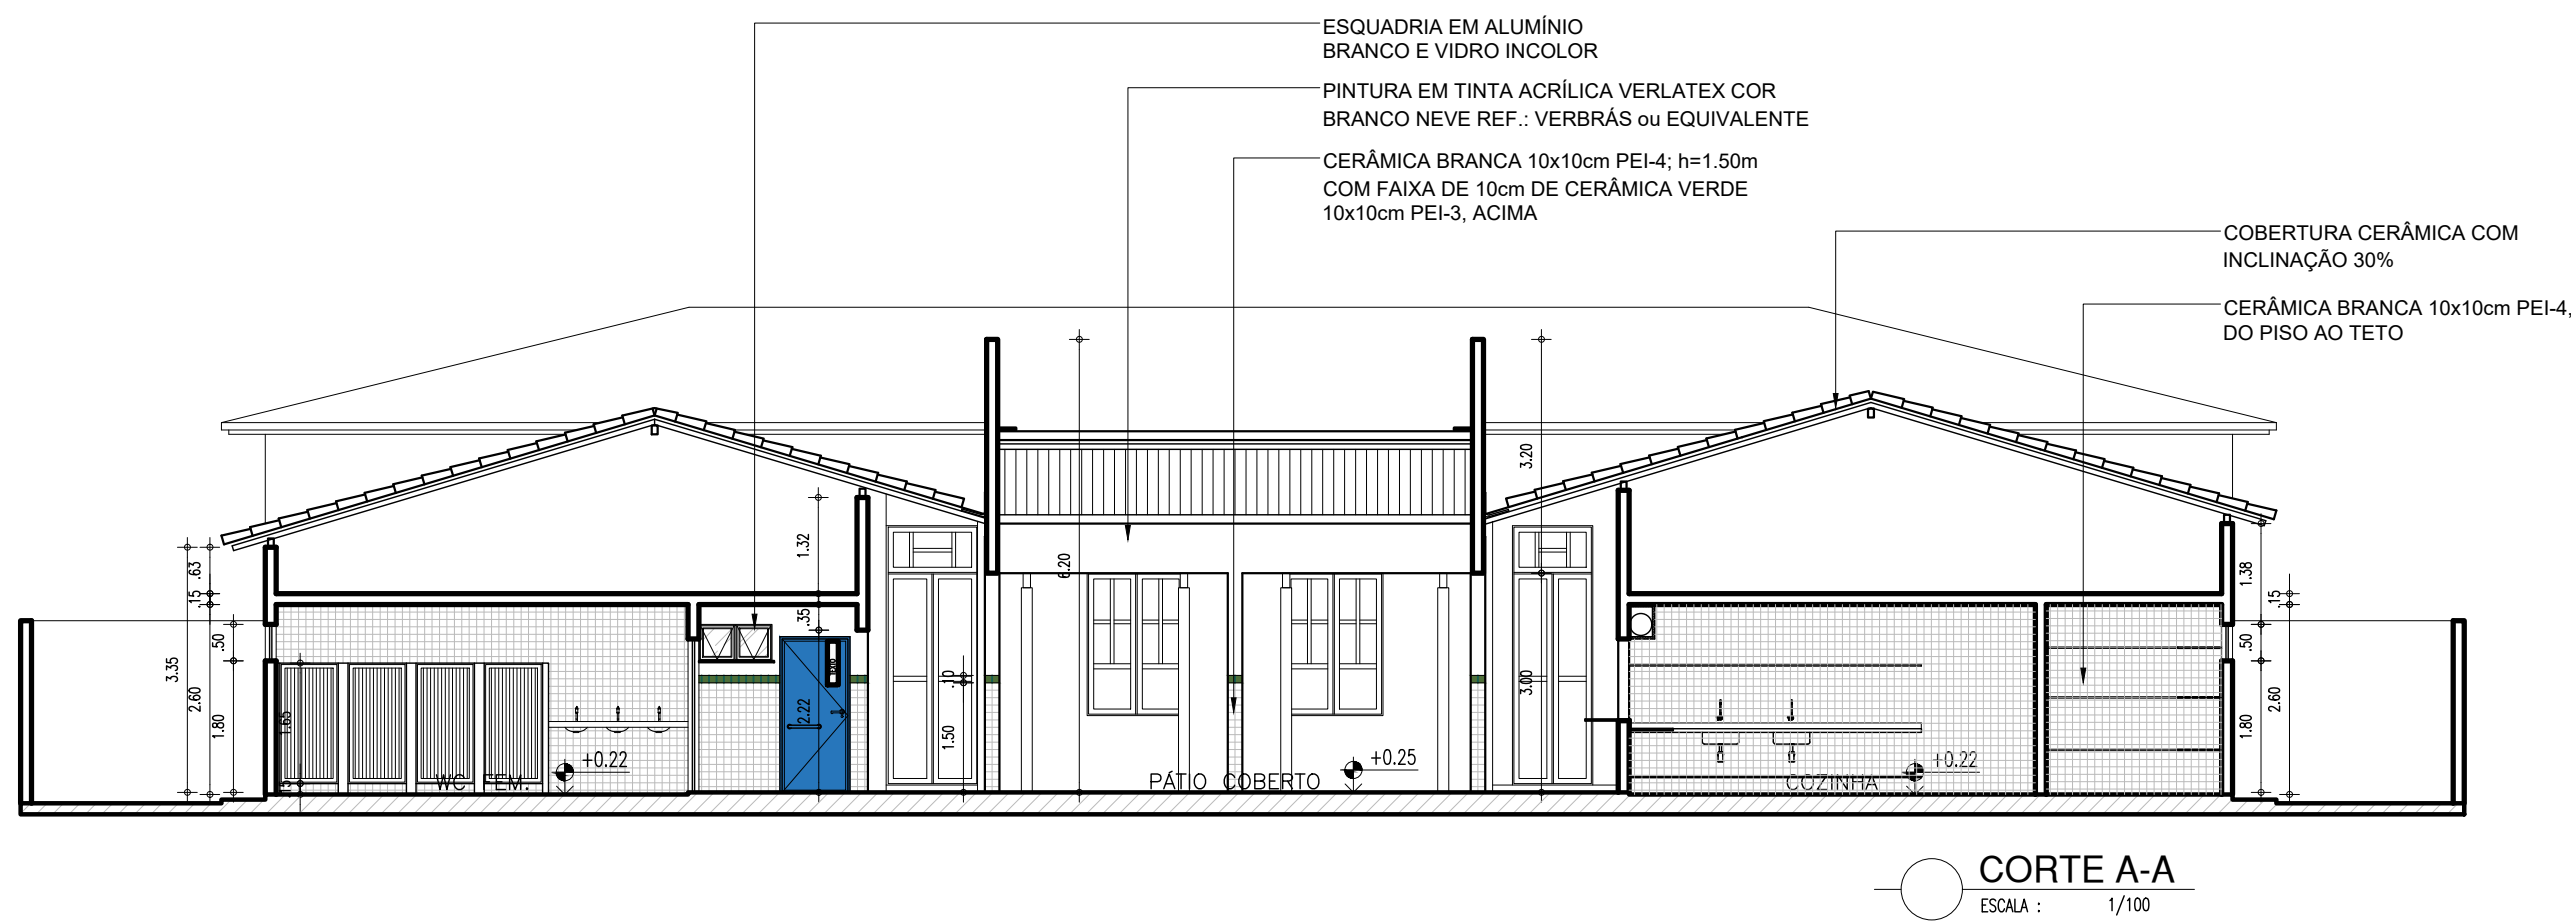 ESQUADRIA EM ALUMÍNIO
BRANCO E VIDRO INCOLOR
PINTURA EM TINTA ACRÍLICA VERLATEX COR
BRANCO NEVE REF.: VERBRÁS ou EQUIVALENTE
CERÂMICA BRANCA 10x10cm PEI-4; h=1.50m
COM FAIXA DE 10cm DE CERÂMICA VERDE
10x10cm PEI-3, ACIMA
COBERTURA CERÂMICA COM
INCLINAÇÃO 30%
CERÂMICA BRANCA 10x10cm PEI-4,
DO PISO AO TETO
3.35
.63
.15
2.60
.50
1.80
1.65
.15
WC FEM.
+0.22
1.32
.35
2.22
.10
1.50
6.20
PÁTIO COBERTO
+0.25
3.20
3.00
COZINHA
+0.22
1.38
.15
.50
2.60
1.80
CORTE A-A
ESCALA : 1/100